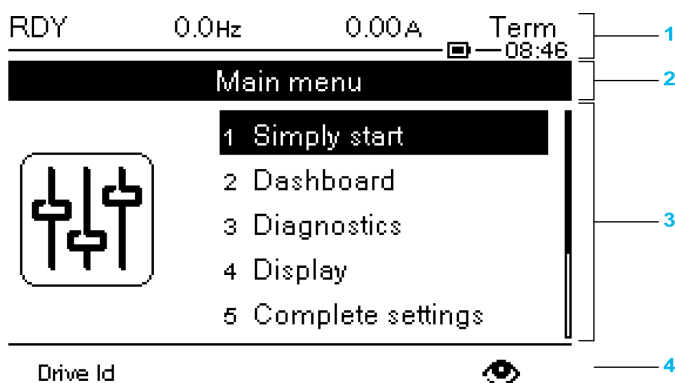 RDY 0.0Hz 0.00A Term 1
08:46
Main menu 2
1 Simply start
2 Dashboard
3 Diagnostics 3
4 Display
5 Complete settings
Drive Id 4